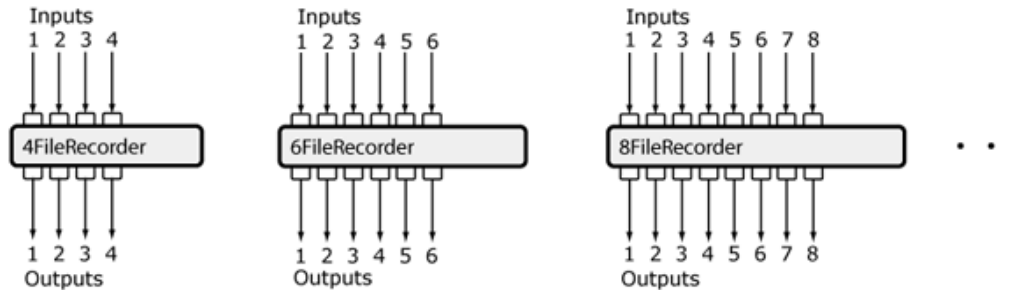 Inputs
1 2 3 4
4FileRecorder
1 2 3 4
Outputs
Inputs
1 2 3 4 5 6
6FileRecorder
1 2 3 4 5 6
Outputs
Inputs
1 2 3 4 5 6 7 8
8FileRecorder
1 2 3 4 5 6 7 8
Outputs
. .